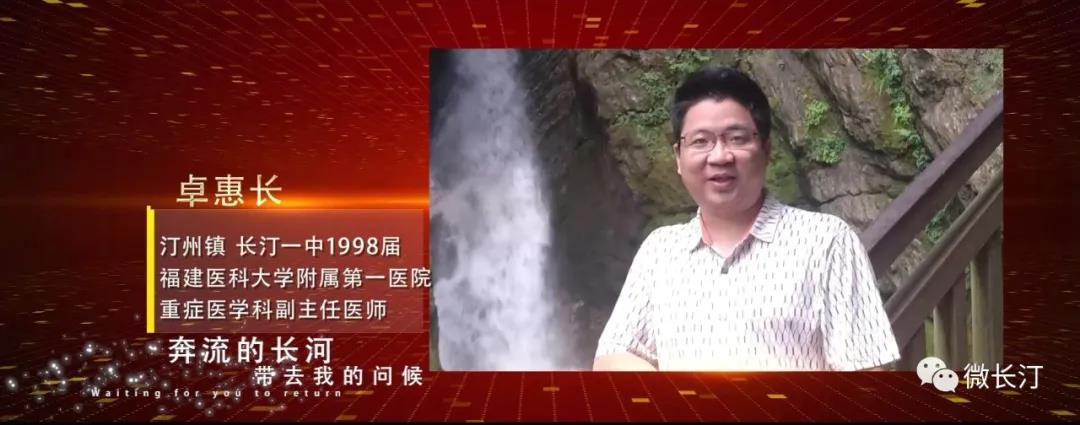 卓惠长
汀州镇 长汀一中1998届
福建医科大学附属第一医院
重症医学科副主任医师
奔流的长河
带去我的问候
Waiting for you to return
微长汀